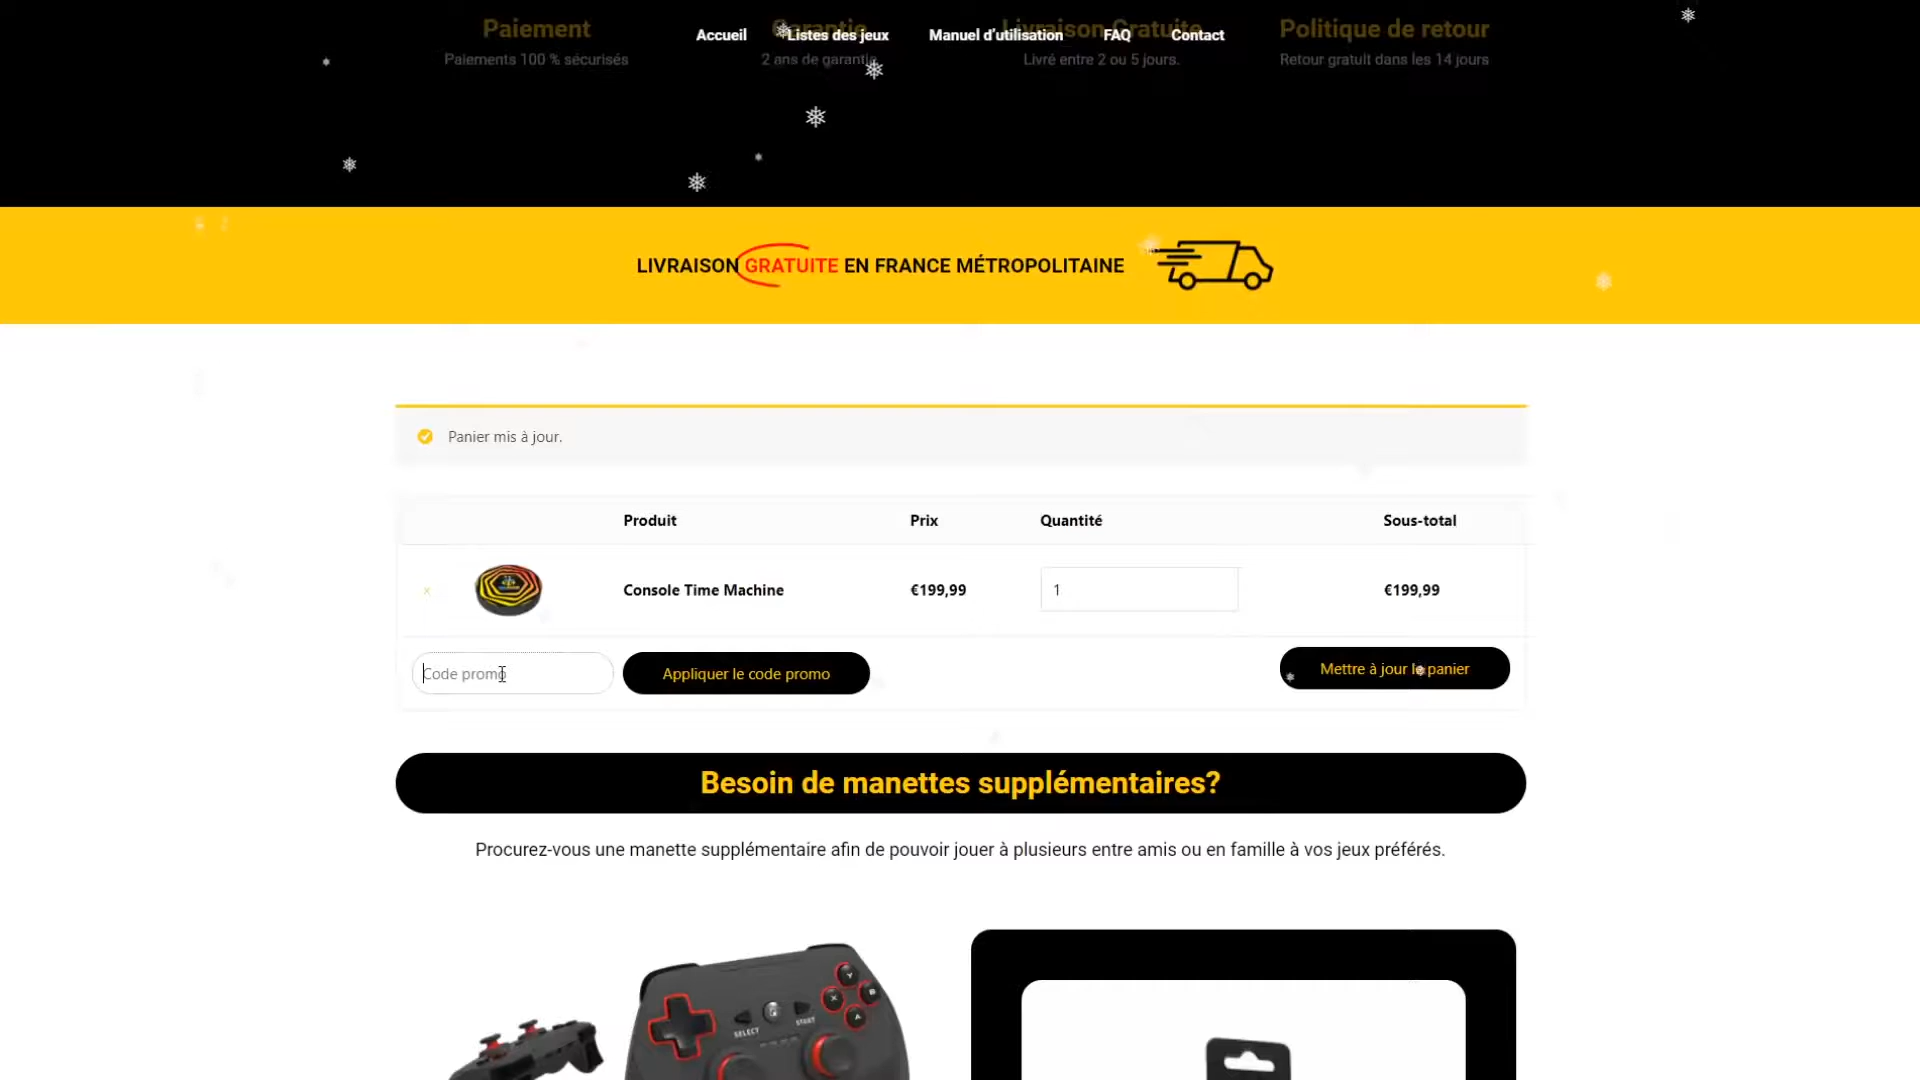 Paiement
Garantie
Livraison Gratuite
Politique de retour
Accueil
Listes des jeux
Manuel d'utilisation
FAQ
Contact
Paiements 100 % sécurisés
2 ans de garantie
Livré entre 2 ou 5 jours.
Retour gratuit dans les 14 jours
LIVRAISON GRATUITE EN FRANCE MÉTROPOLITAINE
Panier mis à jour.
Produit
Prix
Quantité
Sous-total
×
Console Time Machine
€199,99
1
€199,99
Code promo
Appliquer le code promo
Mettre à jour le panier
Besoin de manettes supplémentaires?
Procurez-vous une manette supplémentaire afin de pouvoir jouer à plusieurs entre amis ou en famille à vos jeux préférés.
Y
X
B
A
SELECT
START